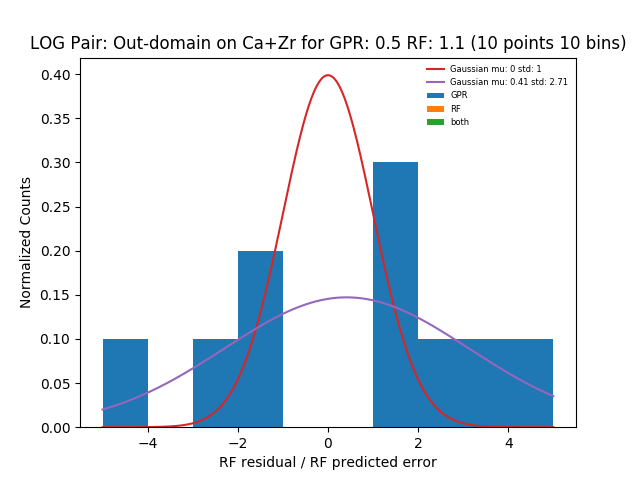 LOG Pair: Out-domain on Ca+Zr for GPR: 0.5 RF: 1.1 (10 points 10 bins)
Gaussian mu: 0 std: 1
Gaussian mu: 0.41 std: 2.71
GPR
RF
both
Normalized Counts
0.40
0.35
0.30
0.25
0.20
0.15
0.10
0.05
0.00
−4 −2 0 2 4
RF residual / RF predicted error